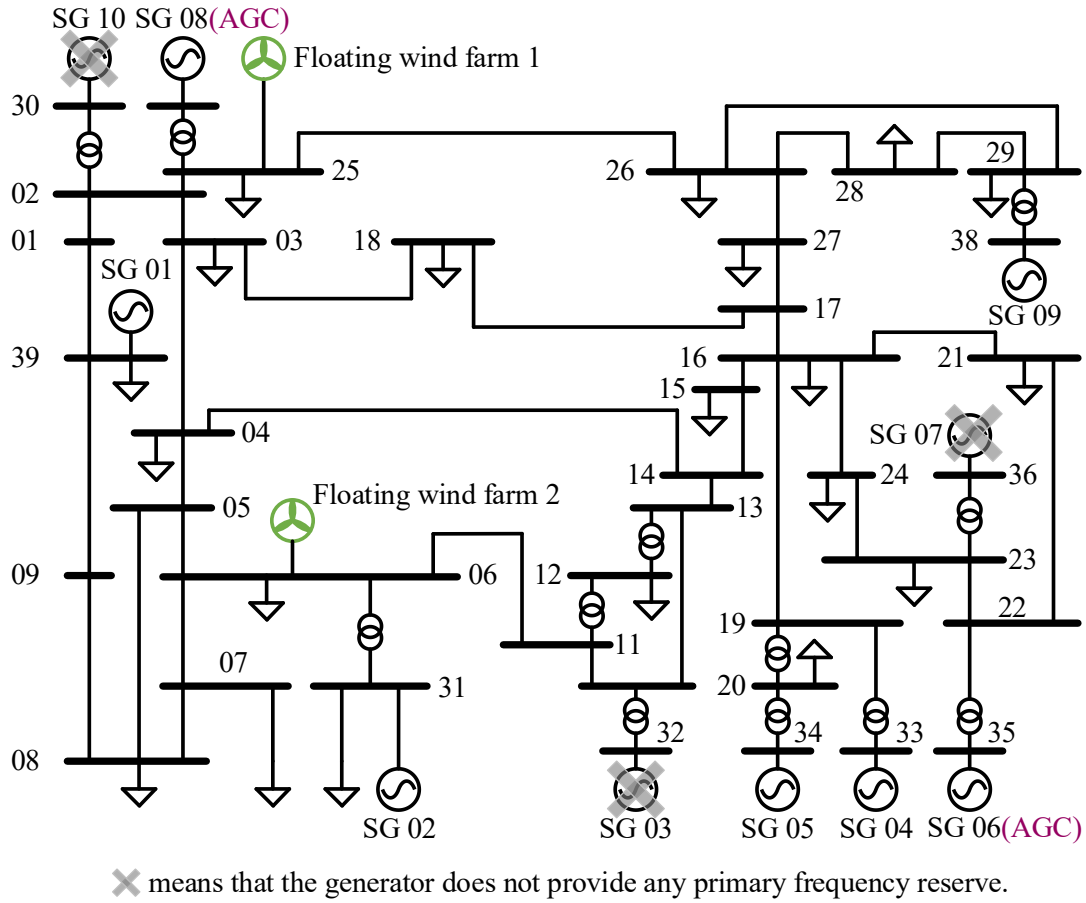 SG 10 SG 08(AGC)
Floating wind farm 1
30
25 26 28 29
02
01 03 18 27 38
SG 01 SG 09
17
39 16 21
15
04 SG 07
14 24 36
Floating wind farm 2
05 13
09 06 12 23
11 19 22
07 31 20
32 34 33 35
08
SG 02 SG 03 SG 05 SG 04 SG 06(AGC)
means that the generator does not provide any primary frequency reserve.